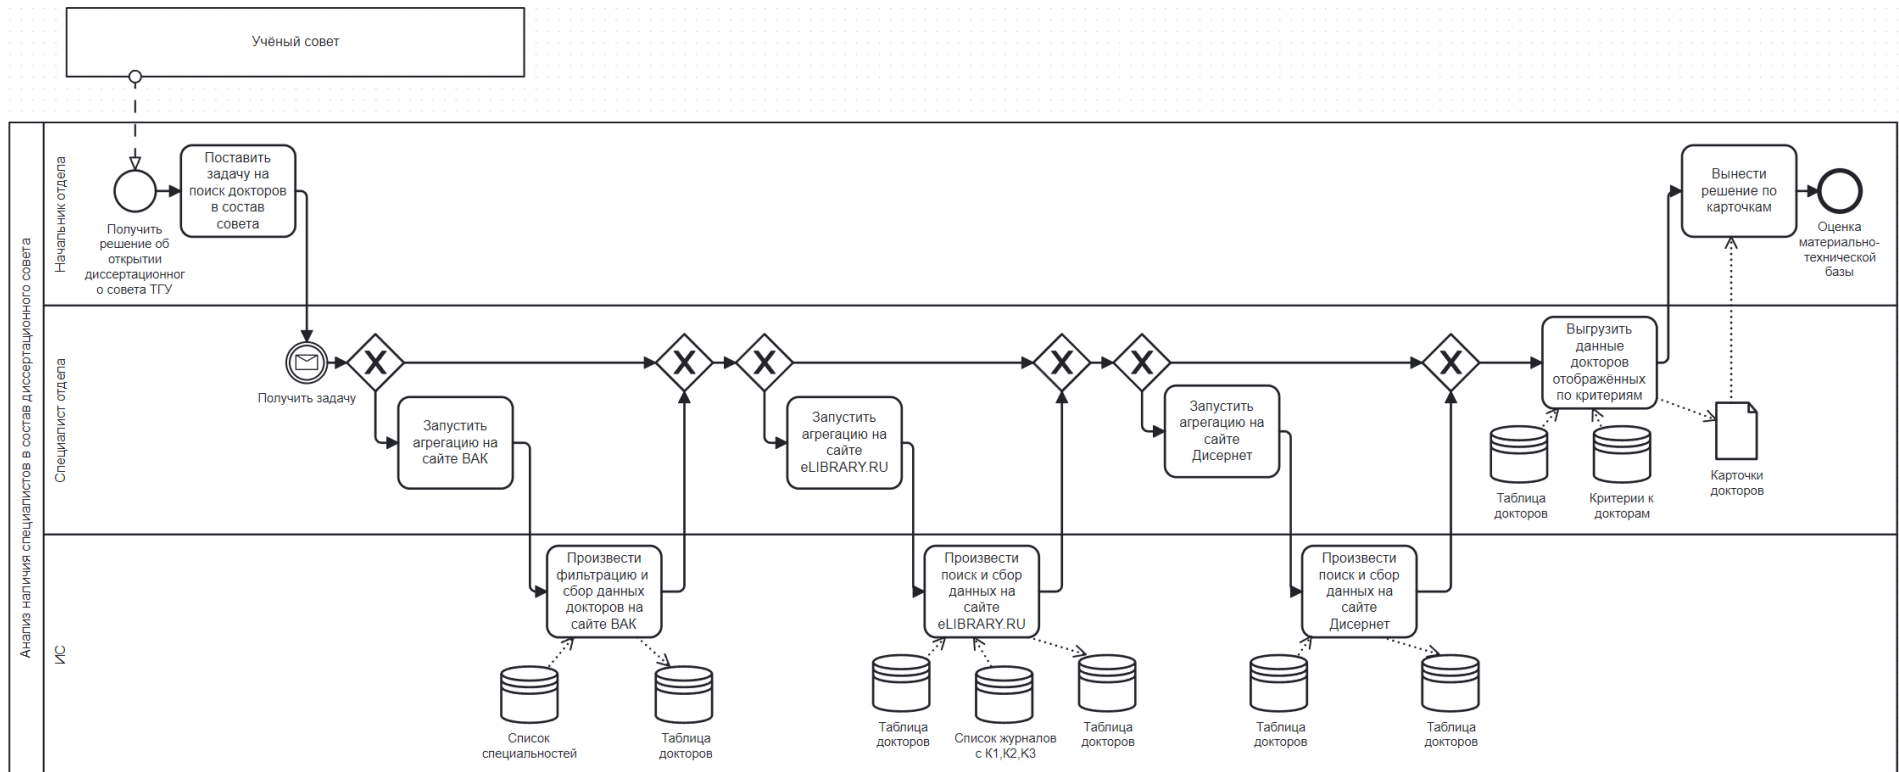 Учёный совет
Анализ наличия специалистов в состав диссертационного совета
Начальник отдела
Получить
решение об
открытии
диссертационног
о совета ТГУ
Поставить
задачу на
поиск докторов
в состав
совета
Вынести
решение по
карточкам
Оценка
материально-
технической
базы
Специалист отдела
Получить задачу
Запустить
агрегацию на
сайте ВАК
Запустить
агрегацию на
сайте
eLIBRARY.RU
Запустить
агрегацию на
сайте
Дисернет
Выгрузить
данные
докторов
отображённых
по критериям
Таблица
докторов
Критерии к
докторам
Карточки
докторов
ИС
Произвести
фильтрацию и
сбор данных
докторов на
сайте ВАК
Список
специальностей
Таблица
докторов
Произвести
поиск и сбор
данных на
сайте
eLIBRARY.RU
Таблица
докторов
Список журналов
с К1,К2,К3
Таблица
докторов
Произвести
поиск и сбор
данных на
сайте
Дисернет
Таблица
докторов
Таблица
докторов